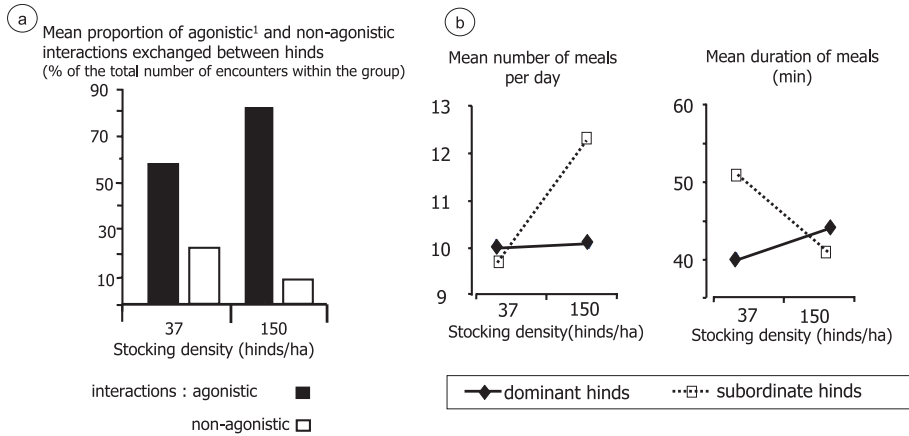 a
Mean proportion of agonistic¹ and non-agonistic
interactions exchanged between hinds
(% of the total number of encounters within the group)
90
70
50
30
10
37 150
Stocking density (hinds/ha)
interactions : agonistic
non-agonistic
b
Mean number of meals
per day
13
12
11
10
9
37 150
Stocking density(hinds/ha)
Mean duration of meals
(min)
60
50
40
37 150
Stocking density(hinds/ha)
dominant hinds subordinate hinds